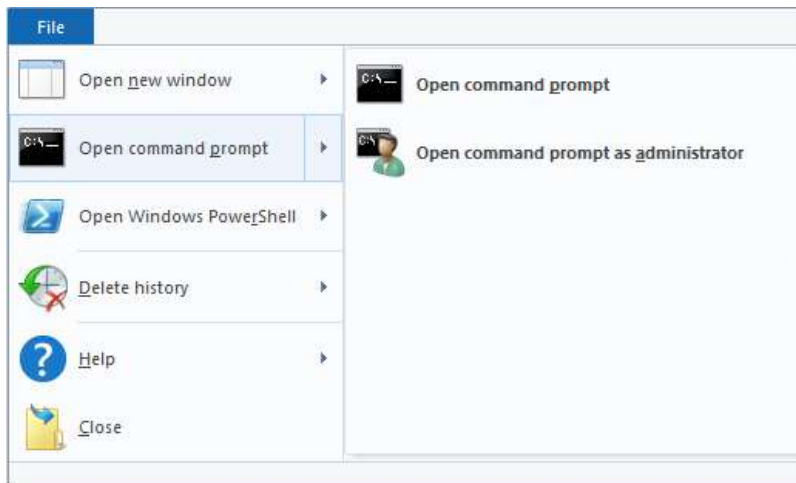 File
Open new window
Open command prompt
Open Windows PowerShell
Delete history
Help
Close
C:\
Open command prompt
C:\
Open command prompt as administrator